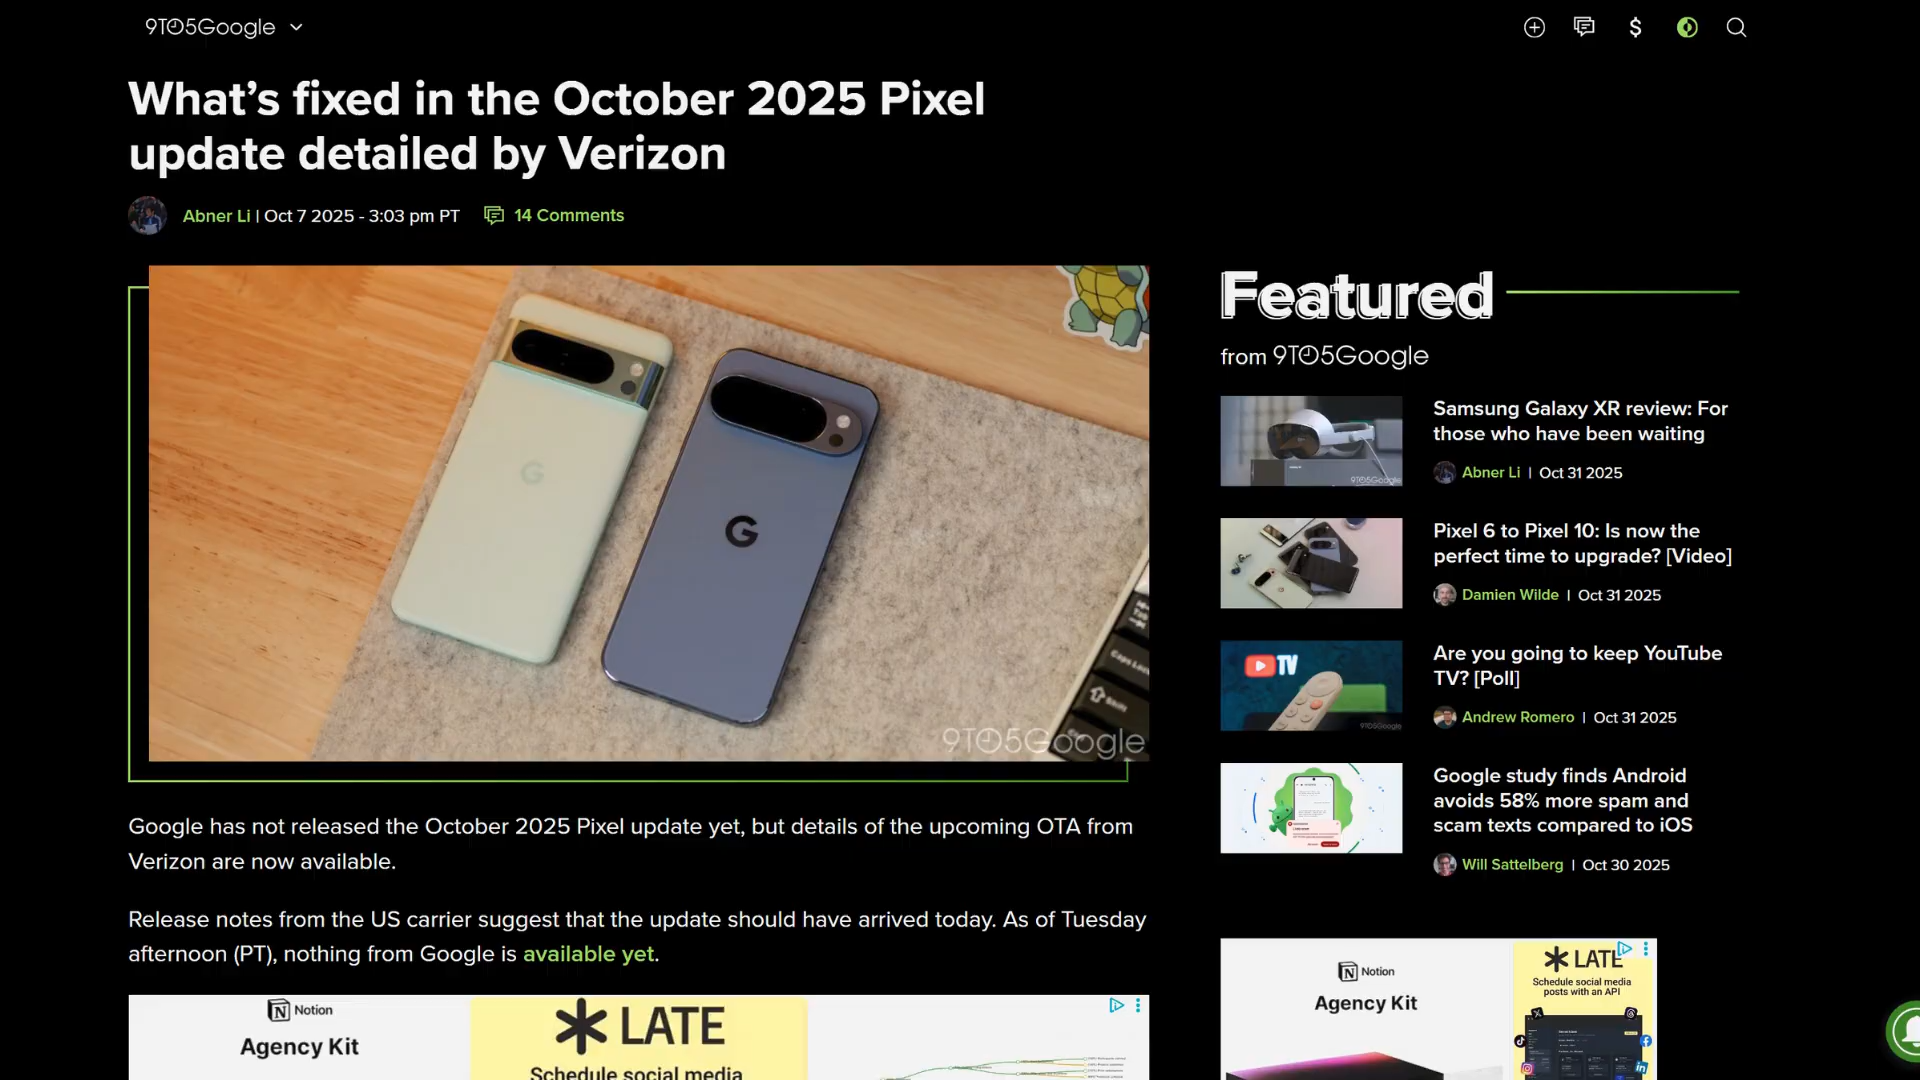 9TO5Google
What's fixed in the October 2025 Pixel
update detailed by Verizon
Abner Li | Oct 7 2025 - 3:03 pm PT
14 Comments
9TO5Google
Google has not released the October 2025 Pixel update yet, but details of the upcoming OTA from
Verizon are now available.
Release notes from the US carrier suggest that the update should have arrived today. As of Tuesday
afternoon (PT), nothing from Google is available yet.
Notion
Agency Kit
LATE
Schedule social media
Featured
from 9TO5Google
Samsung Galaxy XR review: For
those who have been waiting
Abner Li | Oct 31 2025
9TO5Google
Pixel 6 to Pixel 10: Is now the
perfect time to upgrade? [Video]
Damien Wilde | Oct 31 2025
TV
Are you going to keep YouTube
TV? [Poll]
Andrew Romero | Oct 31 2025
9TO5Google
Google study finds Android
avoids 58% more spam and
scam texts compared to iOS
Will Sattelberg | Oct 30 2025
Notion
Agency Kit
LATE
Schedule social media
posts with an API